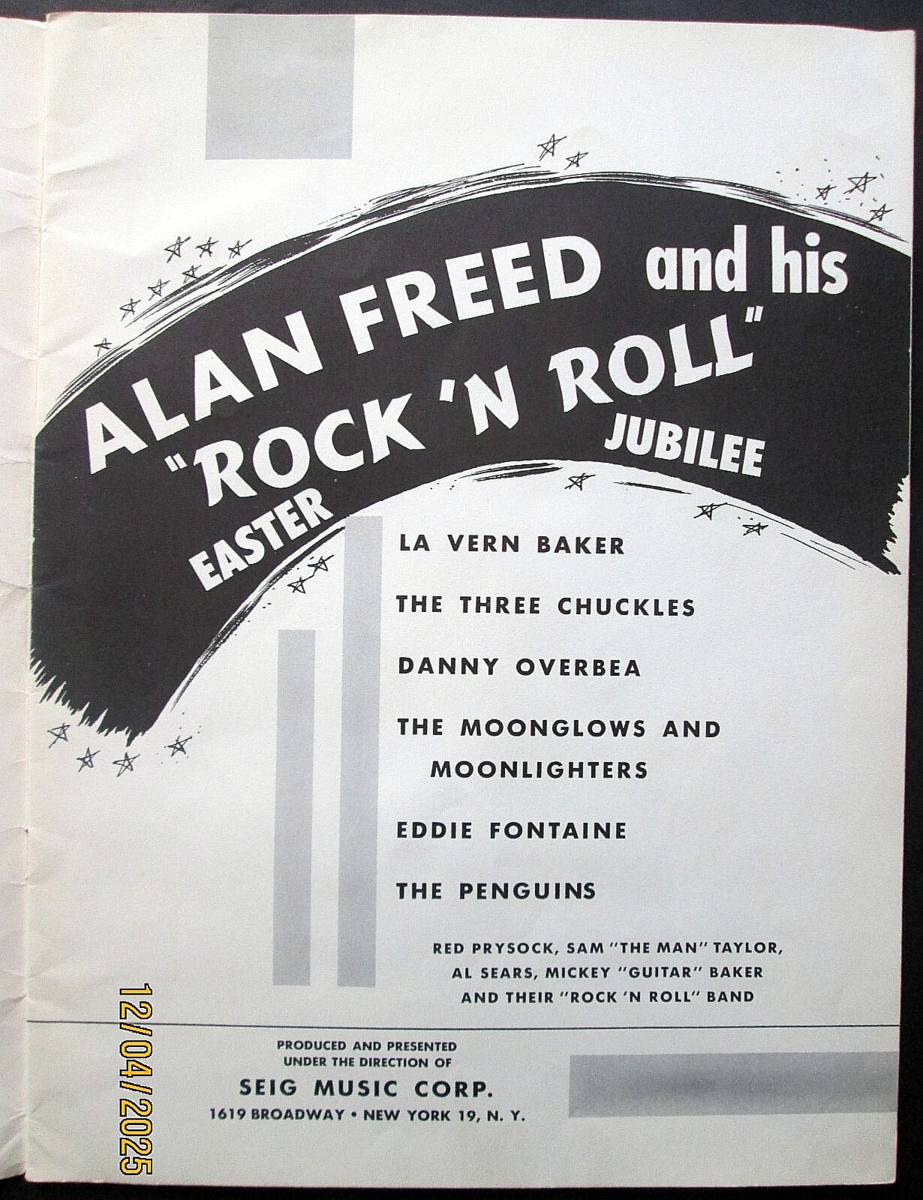 ALAN FREED and his
"ROCK 'N ROLL"
EASTER JUBILEE
LA VERN BAKER
THE THREE CHUCKLES
DANNY OVERBEA
THE MOONGLOWS AND
MOONLIGHTERS
EDDIE FONTAINE
THE PENGUINS
RED PRYSOCK, SAM "THE MAN" TAYLOR,
AL SEARS, MICKEY "GUITAR" BAKER
AND THEIR "ROCK 'N ROLL" BAND
PRODUCED AND PRESENTED
UNDER THE DIRECTION OF
SEIG MUSIC CORP.
1619 BROADWAY • NEW YORK 19, N. Y.
12/04/2025